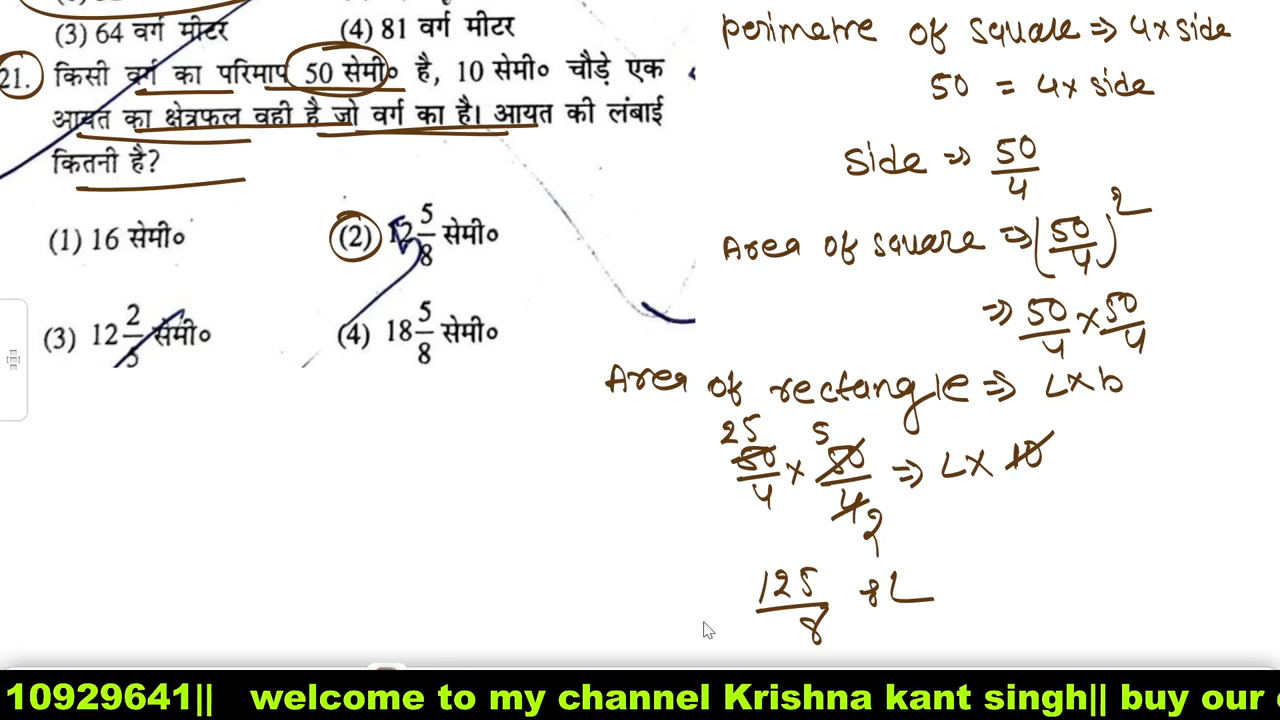 (3) 64 वर्ग मीटर (4) 81 वर्ग मीटर
21. किसी वर्ग का परिमाप 50 सेमी० है, 10 सेमी० चौड़े एक
आयत का क्षेत्रफल वही है जो वर्ग का है। आयत की लंबाई
कितनी है?
(1) 16 सेमी० (2) 12 5/8 सेमी०
(3) 12 2/5 सेमी० (4) 18 5/8 सेमी०
perimetre of square ⇒ 4 x side
50 = 4 x side
Side ⇒ 50/4
Area of square ⇒ (50/4)2
⇒ 50/4 x 50/4
Area of rectangle ⇒ L x b
25 5
50/4 x 50/4 ⇒ L x 10
2
125/8 L
10929641|| welcome to my channel Krishna kant singh|| buy our